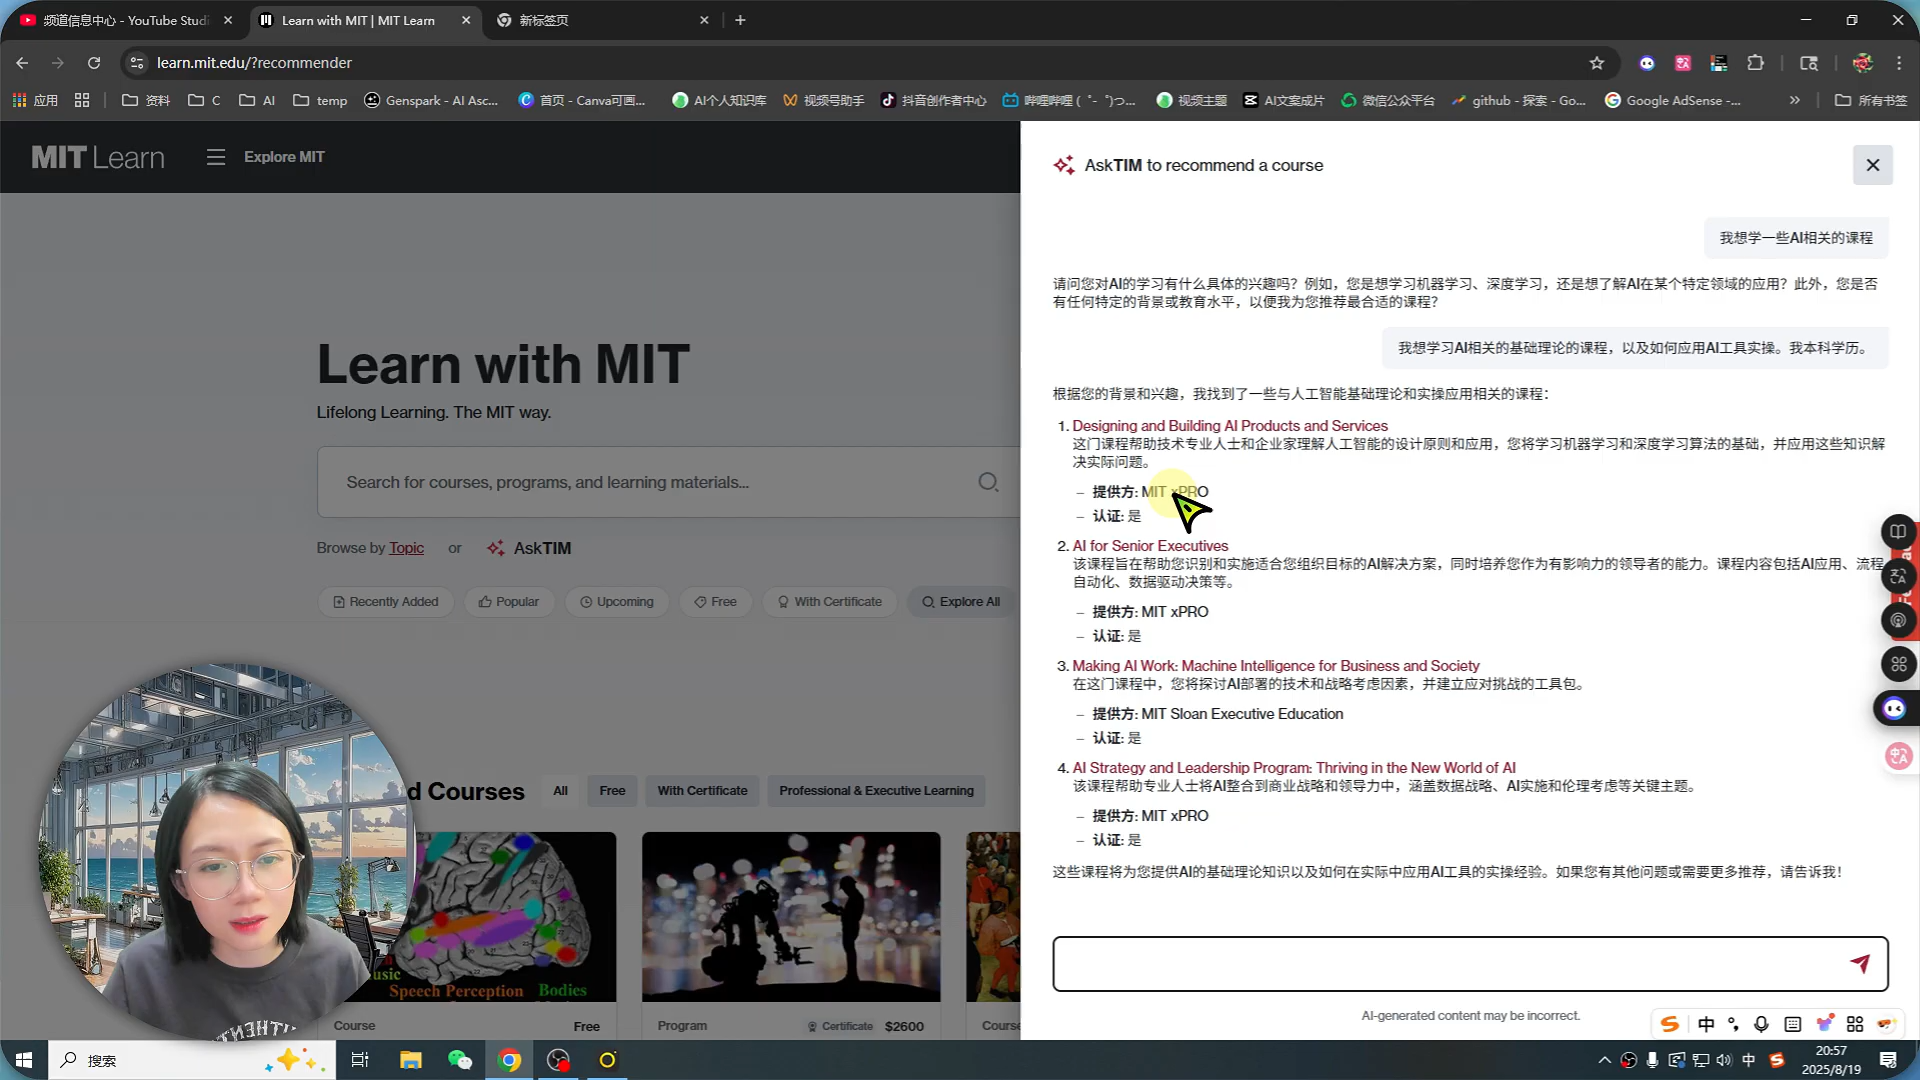 频道信息中心 - YouTube Studi
Learn with MIT | MIT Learn
新标签页
learn.mit.edu/?recommender
应用
资料
C
AI
temp
Genspark - AI Asc...
首页 - Canva可画...
AI个人知识库
视频号助手
抖音创作者中心
哔哩哔哩 (゜-゜)つ...
视频主题
AI文案成片
微信公众平台
github - 探索 - Go...
Google AdSense -...
所有书签
MIT Learn
Explore MIT
Learn with MIT
Lifelong Learning. The MIT way.
Search for courses, programs, and learning materials...
Browse by Topic or AskTIM
Recently Added
Popular
Upcoming
Free
With Certificate
Explore All
d Courses
All
Free
With Certificate
Professional & Executive Learning
usic
Speech Perception
Bodies
Course
Free
Program
Certificate $2600
Course
AskTIM to recommend a course
我想学一些AI相关的课程
请问您对AI的学习有什么具体的兴趣吗？例如，您是想学习机器学习、深度学习，还是想了解AI在某个特定领域的应用？此外，您是否
有任何特定的背景或教育水平，以便我为您推荐最合适的课程？
我想学习AI相关的基础理论的课程，以及如何应用AI工具实操。我本科学历。
根据您的背景和兴趣，我找到了一些与人工智能基础理论和实操应用相关的课程：
1. Designing and Building AI Products and Services
这门课程帮助技术专业人士和企业家理解人工智能的设计原则和应用，您将学习机器学习和深度学习算法的基础，并应用这些知识解
决实际问题。
– 提供方: MIT xPRO
– 认证: 是
2. AI for Senior Executives
该课程旨在帮助您识别和实施适合您组织目标的AI解决方案，同时培养您作为有影响力的领导者的能力。课程内容包括AI应用、流程
自动化、数据驱动决策等。
– 提供方: MIT xPRO
– 认证: 是
3. Making AI Work: Machine Intelligence for Business and Society
在这门课程中，您将探讨AI部署的技术和战略考虑因素，并建立应对挑战的工具包。
– 提供方: MIT Sloan Executive Education
– 认证: 是
4. AI Strategy and Leadership Program: Thriving in the New World of AI
该课程帮助专业人士将AI整合到商业战略和领导力中，涵盖数据战略、AI实施和伦理考虑等关键主题。
– 提供方: MIT xPRO
– 认证: 是
这些课程将为您提供AI的基础理论知识以及如何在实际中应用AI工具的实操经验。如果您有其他问题或需要更多推荐，请告诉我！
AI-generated content may be incorrect.
中
搜索
中
20:57
2025/8/19